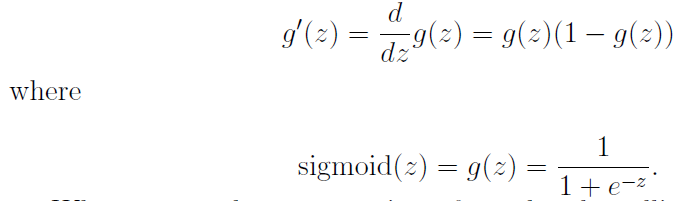 g′(z) = d/dz g(z) = g(z)(1 − g(z))
where
sigmoid(z) = g(z) = 1/(1 + e^{−z}).